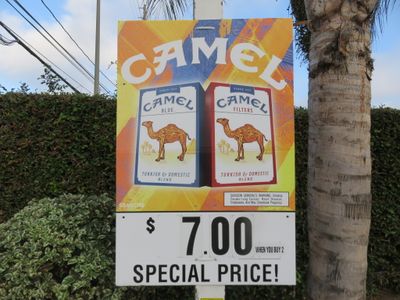 CAMEL
CAMEL
BLUE
TURKISH & DOMESTIC
BLEND
CAMEL
FILTERS
TURKISH & DOMESTIC
BLEND
$ 7.00 WHEN YOU BUY 2
SPECIAL PRICE!